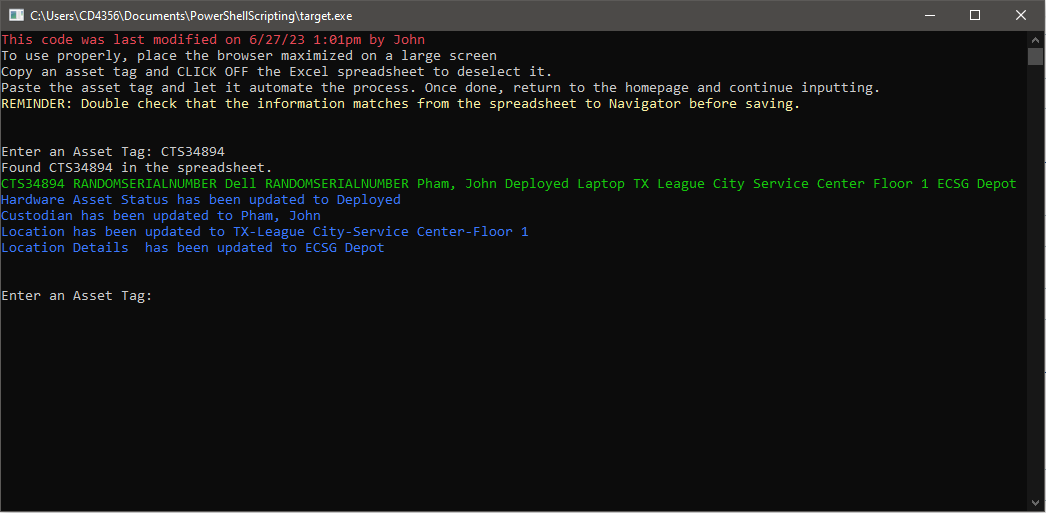 C:\Users\CD4356\Documents\PowerShellScripting\target.exe
This code was last modified on 6/27/23 1:01pm by John
To use properly, place the browser maximized on a large screen
Copy an asset tag and CLICK OFF the Excel spreadsheet to deselect it.
Paste the asset tag and let it automate the process. Once done, return to the homepage and continue inputting.
REMINDER: Double check that the information matches from the spreadsheet to Navigator before saving.
Enter an Asset Tag: CTS34894
Found CTS34894 in the spreadsheet.
CTS34894 RANDOMSERIALNUMBER Dell RANDOMSERIALNUMBER Pham, John Deployed Laptop TX League City Service Center Floor 1 ECSG Depot
Hardware Asset Status has been updated to Deployed
Custodian has been updated to Pham, John
Location has been updated to TX-League City-Service Center-Floor 1
Location Details  has been updated to ECSG Depot
Enter an Asset Tag: